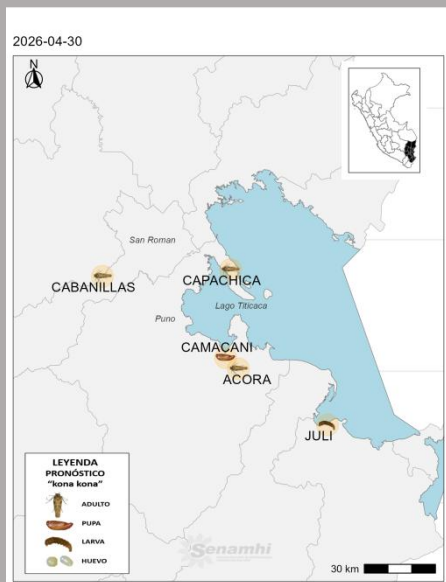 2026-04-30
N
San Roman
CABANILLAS
CAPACHICA
Lago Titicaca
Puno
CAMACANI
ACORA
JULI
LEYENDA
PRONÓSTICO
"kona kona"
ADULTO
PUPA
LARVA
HUEVO
Senamhi
30 km